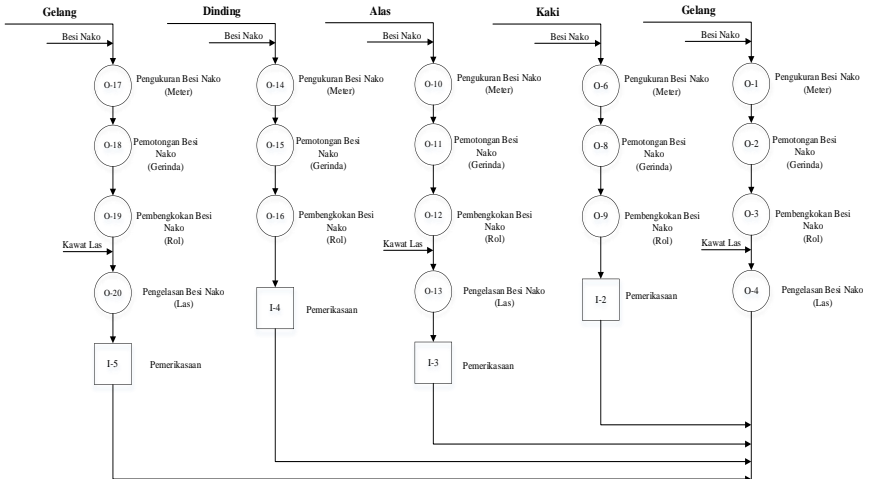 Gelang
Besi Nako
O-17
Pengukuran Besi Nako
(Meter)
O-18
Pemotongan Besi
Nako
(Gerinda)
O-19
Pembengkokan Besi
Nako
(Rol)
Kawat Las
O-20
Pengelasan Besi Nako
(Las)
I-5
Pemerikasaan
Dinding
Besi Nako
O-14
Pengukuran Besi Nako
(Meter)
O-15
Pemotongan Besi
Nako
(Gerinda)
O-16
Pembengkokan Besi
Nako
(Rol)
I-4
Pemerikasaan
Alas
Besi Nako
O-10
Pengukuran Besi Nako
(Meter)
O-11
Pemotongan Besi
Nako
(Gerinda)
O-12
Pembengkokan Besi
Nako
(Rol)
Kawat Las
O-13
Pengelasan Besi Nako
(Las)
I-3
Pemerikasaan
Kaki
Besi Nako
O-6
Pengukuran Besi Nako
(Meter)
O-8
Pemotongan Besi
Nako
(Gerinda)
O-9
Pembengkokan Besi
Nako
(Rol)
I-2
Pemerikasaan
Gelang
Besi Nako
O-1
Pengukuran Besi Nako
(Meter)
O-2
Pemotongan Besi
Nako
(Gerinda)
O-3
Pembengkokan Besi
Nako
(Rol)
Kawat Las
O-4
Pengelasan Besi Nako
(Las)